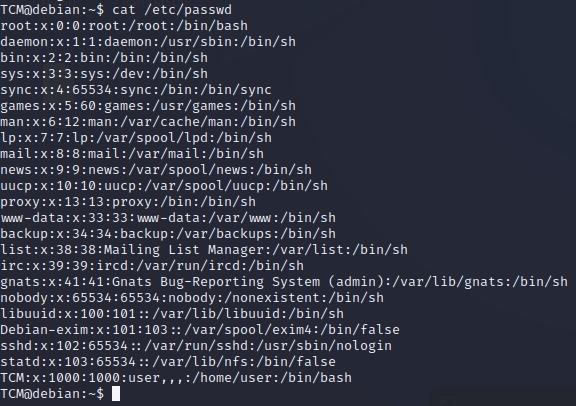 TCM@debian:~$ cat /etc/passwd
root:x:0:0:root:/root:/bin/bash
daemon:x:1:1:daemon:/usr/sbin:/bin/sh
bin:x:2:2:bin:/bin:/bin/sh
sys:x:3:3:sys:/dev:/bin/sh
sync:x:4:65534:sync:/bin:/bin/sync
games:x:5:60:games:/usr/games:/bin/sh
man:x:6:12:man:/var/cache/man:/bin/sh
lp:x:7:7:lp:/var/spool/lpd:/bin/sh
mail:x:8:8:mail:/var/mail:/bin/sh
news:x:9:9:news:/var/spool/news:/bin/sh
uucp:x:10:10:uucp:/var/spool/uucp:/bin/sh
proxy:x:13:13:proxy:/bin:/bin/sh
www-data:x:33:33:www-data:/var/www:/bin/sh
backup:x:34:34:backup:/var/backups:/bin/sh
list:x:38:38:Mailing List Manager:/var/list:/bin/sh
irc:x:39:39:ircd:/var/run/ircd:/bin/sh
gnats:x:41:41:Gnats Bug-Reporting System (admin):/var/lib/gnats:/bin/sh
nobody:x:65534:65534:nobody:/nonexistent:/bin/sh
libuuid:x:100:101::/var/lib/libuuid:/bin/sh
Debian-exim:x:101:103::/var/spool/exim4:/bin/false
sshd:x:102:65534::/var/run/sshd:/usr/sbin/nologin
statd:x:103:65534::/var/lib/nfs:/bin/false
TCM:x:1000:1000:user,,,:/home/user:/bin/bash
TCM@debian:~$